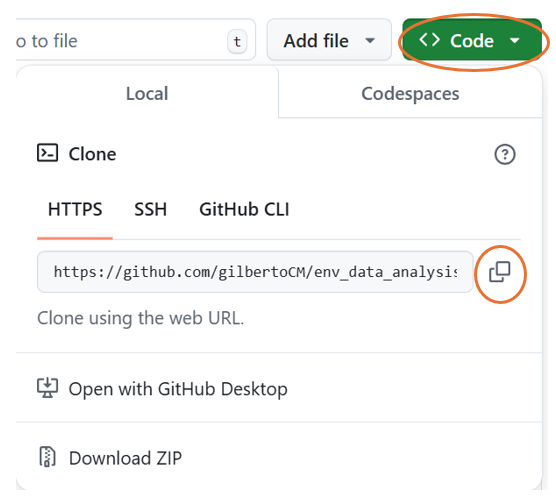 o to file t Add file Code
Local Codespaces
Clone
HTTPS SSH GitHub CLI
https://github.com/gilbertoCM/env_data_analysis
Clone using the web URL.
Open with GitHub Desktop
Download ZIP